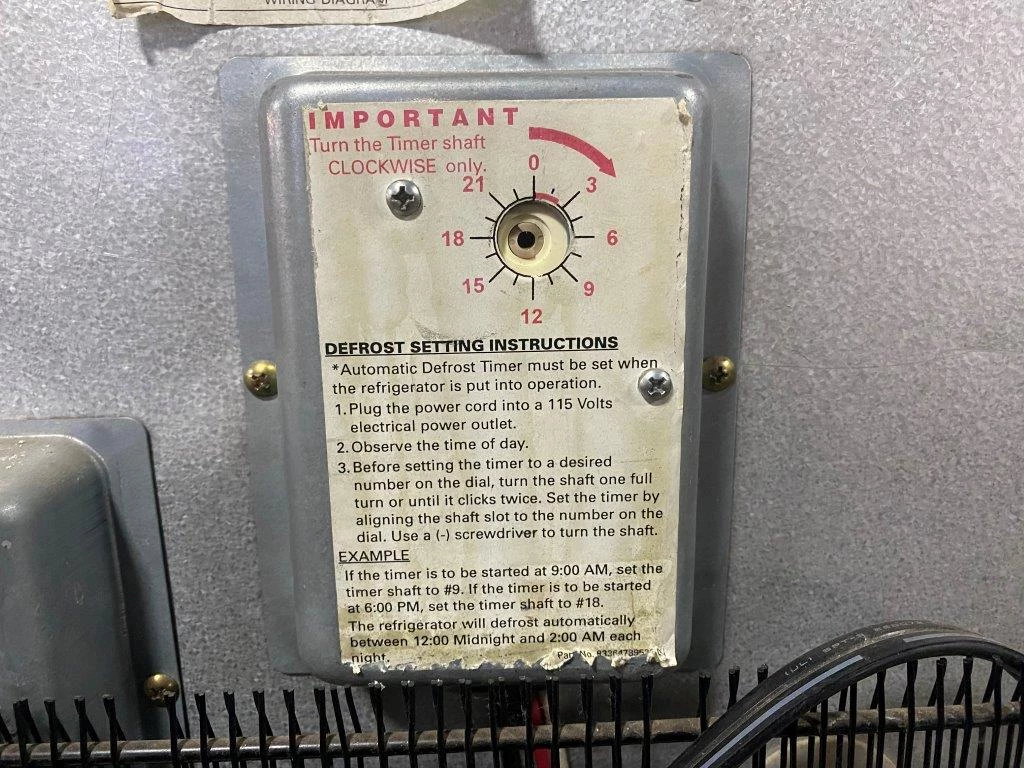 WIRING DIAGRAM
IMPORTANT
Turn the Timer shaft
CLOCKWISE only.
0
21
3
18
6
15
9
12
DEFROST SETTING INSTRUCTIONS
*Automatic Defrost Timer must be set when
the refrigerator is put into operation.
1. Plug the power cord into a 115 Volts
electrical power outlet.
2. Observe the time of day.
3. Before setting the timer to a desired
number on the dial, turn the shaft one full
turn or until it clicks twice. Set the timer by
aligning the shaft slot to the number on the
dial. Use a (-) screwdriver to turn the shaft.
EXAMPLE
If the timer is to be started at 9:00 AM, set the
timer shaft to #9. If the timer is to be started
at 6:00 PM, set the timer shaft to #18.
The refrigerator will defrost automatically
between 12:00 Midnight and 2:00 AM each
night.
Part No.